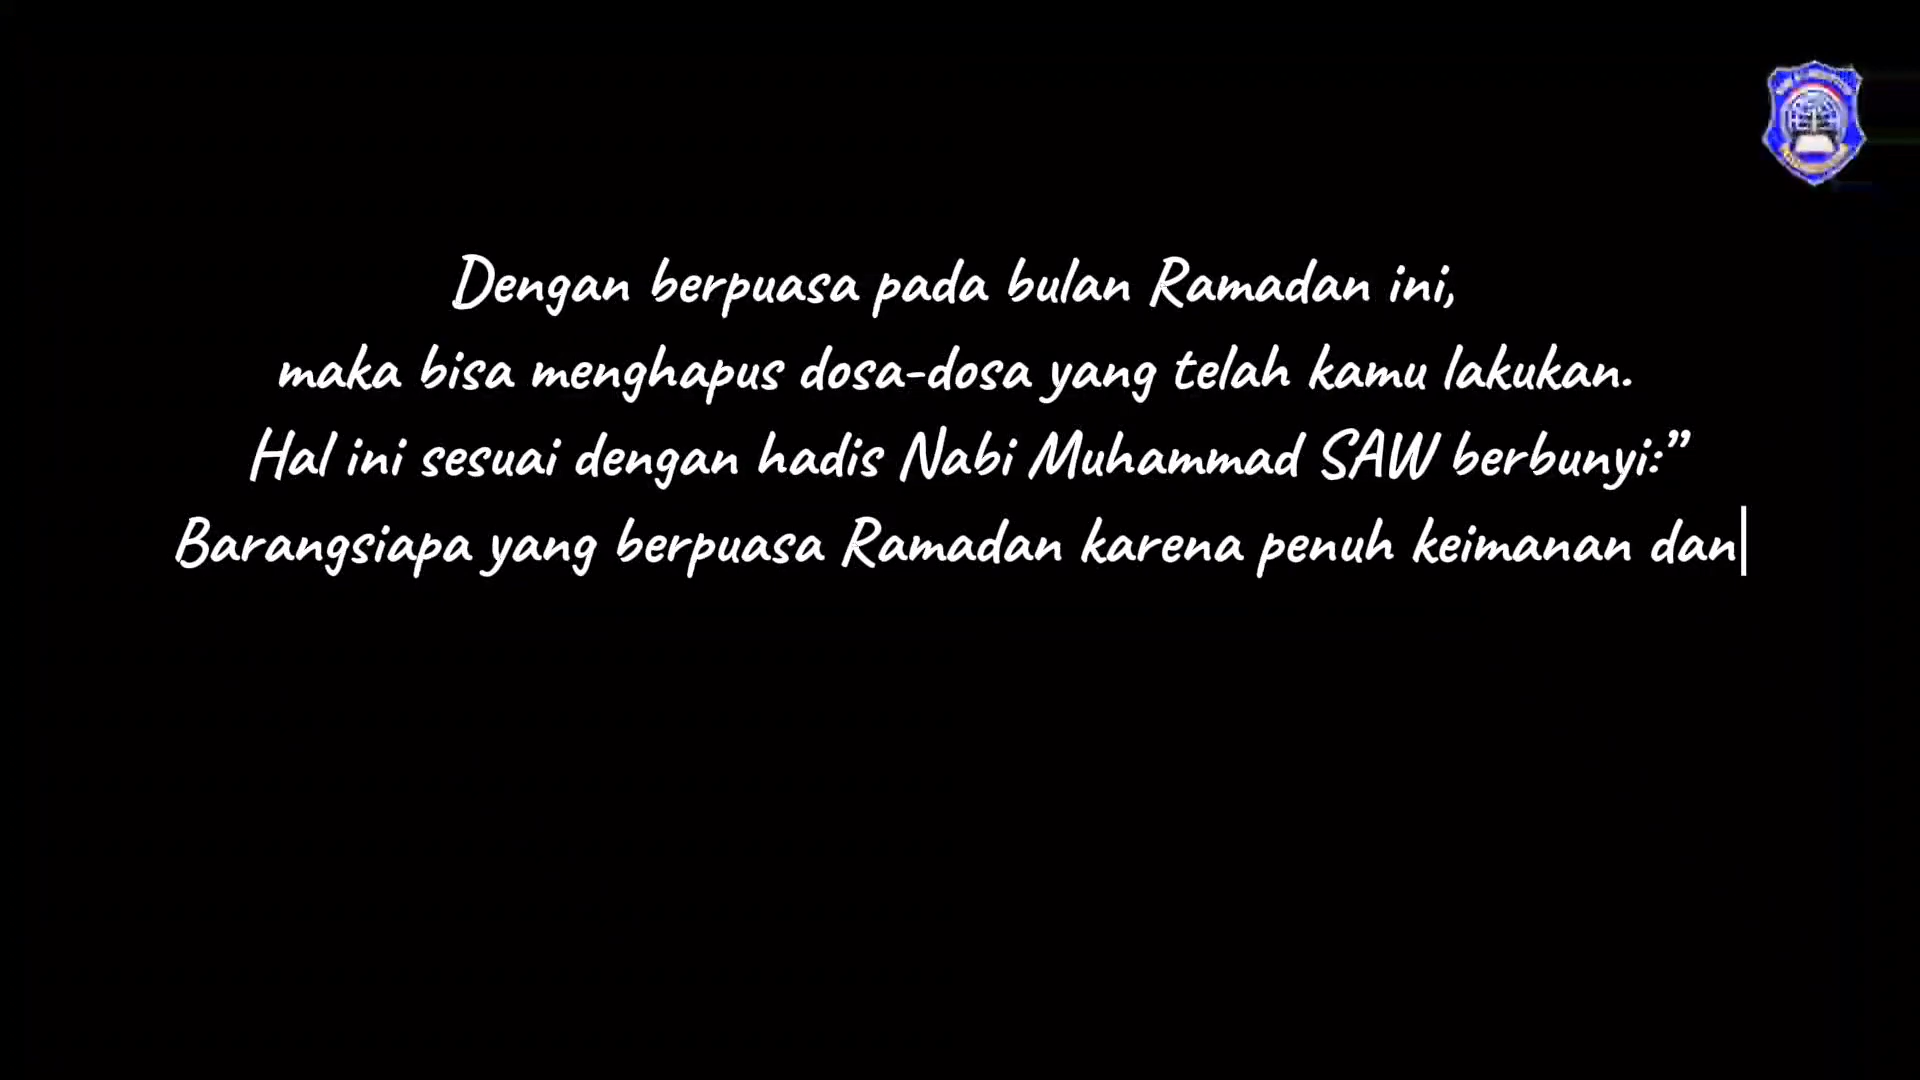 Dengan berpuasa pada bulan Ramadan ini,
maka bisa menghapus dosa-dosa yang telah kamu lakukan.
Hal ini sesuai dengan hadis Nabi Muhammad SAW berbunyi:”
Barangsiapa yang berpuasa Ramadan karena penuh keimanan dan